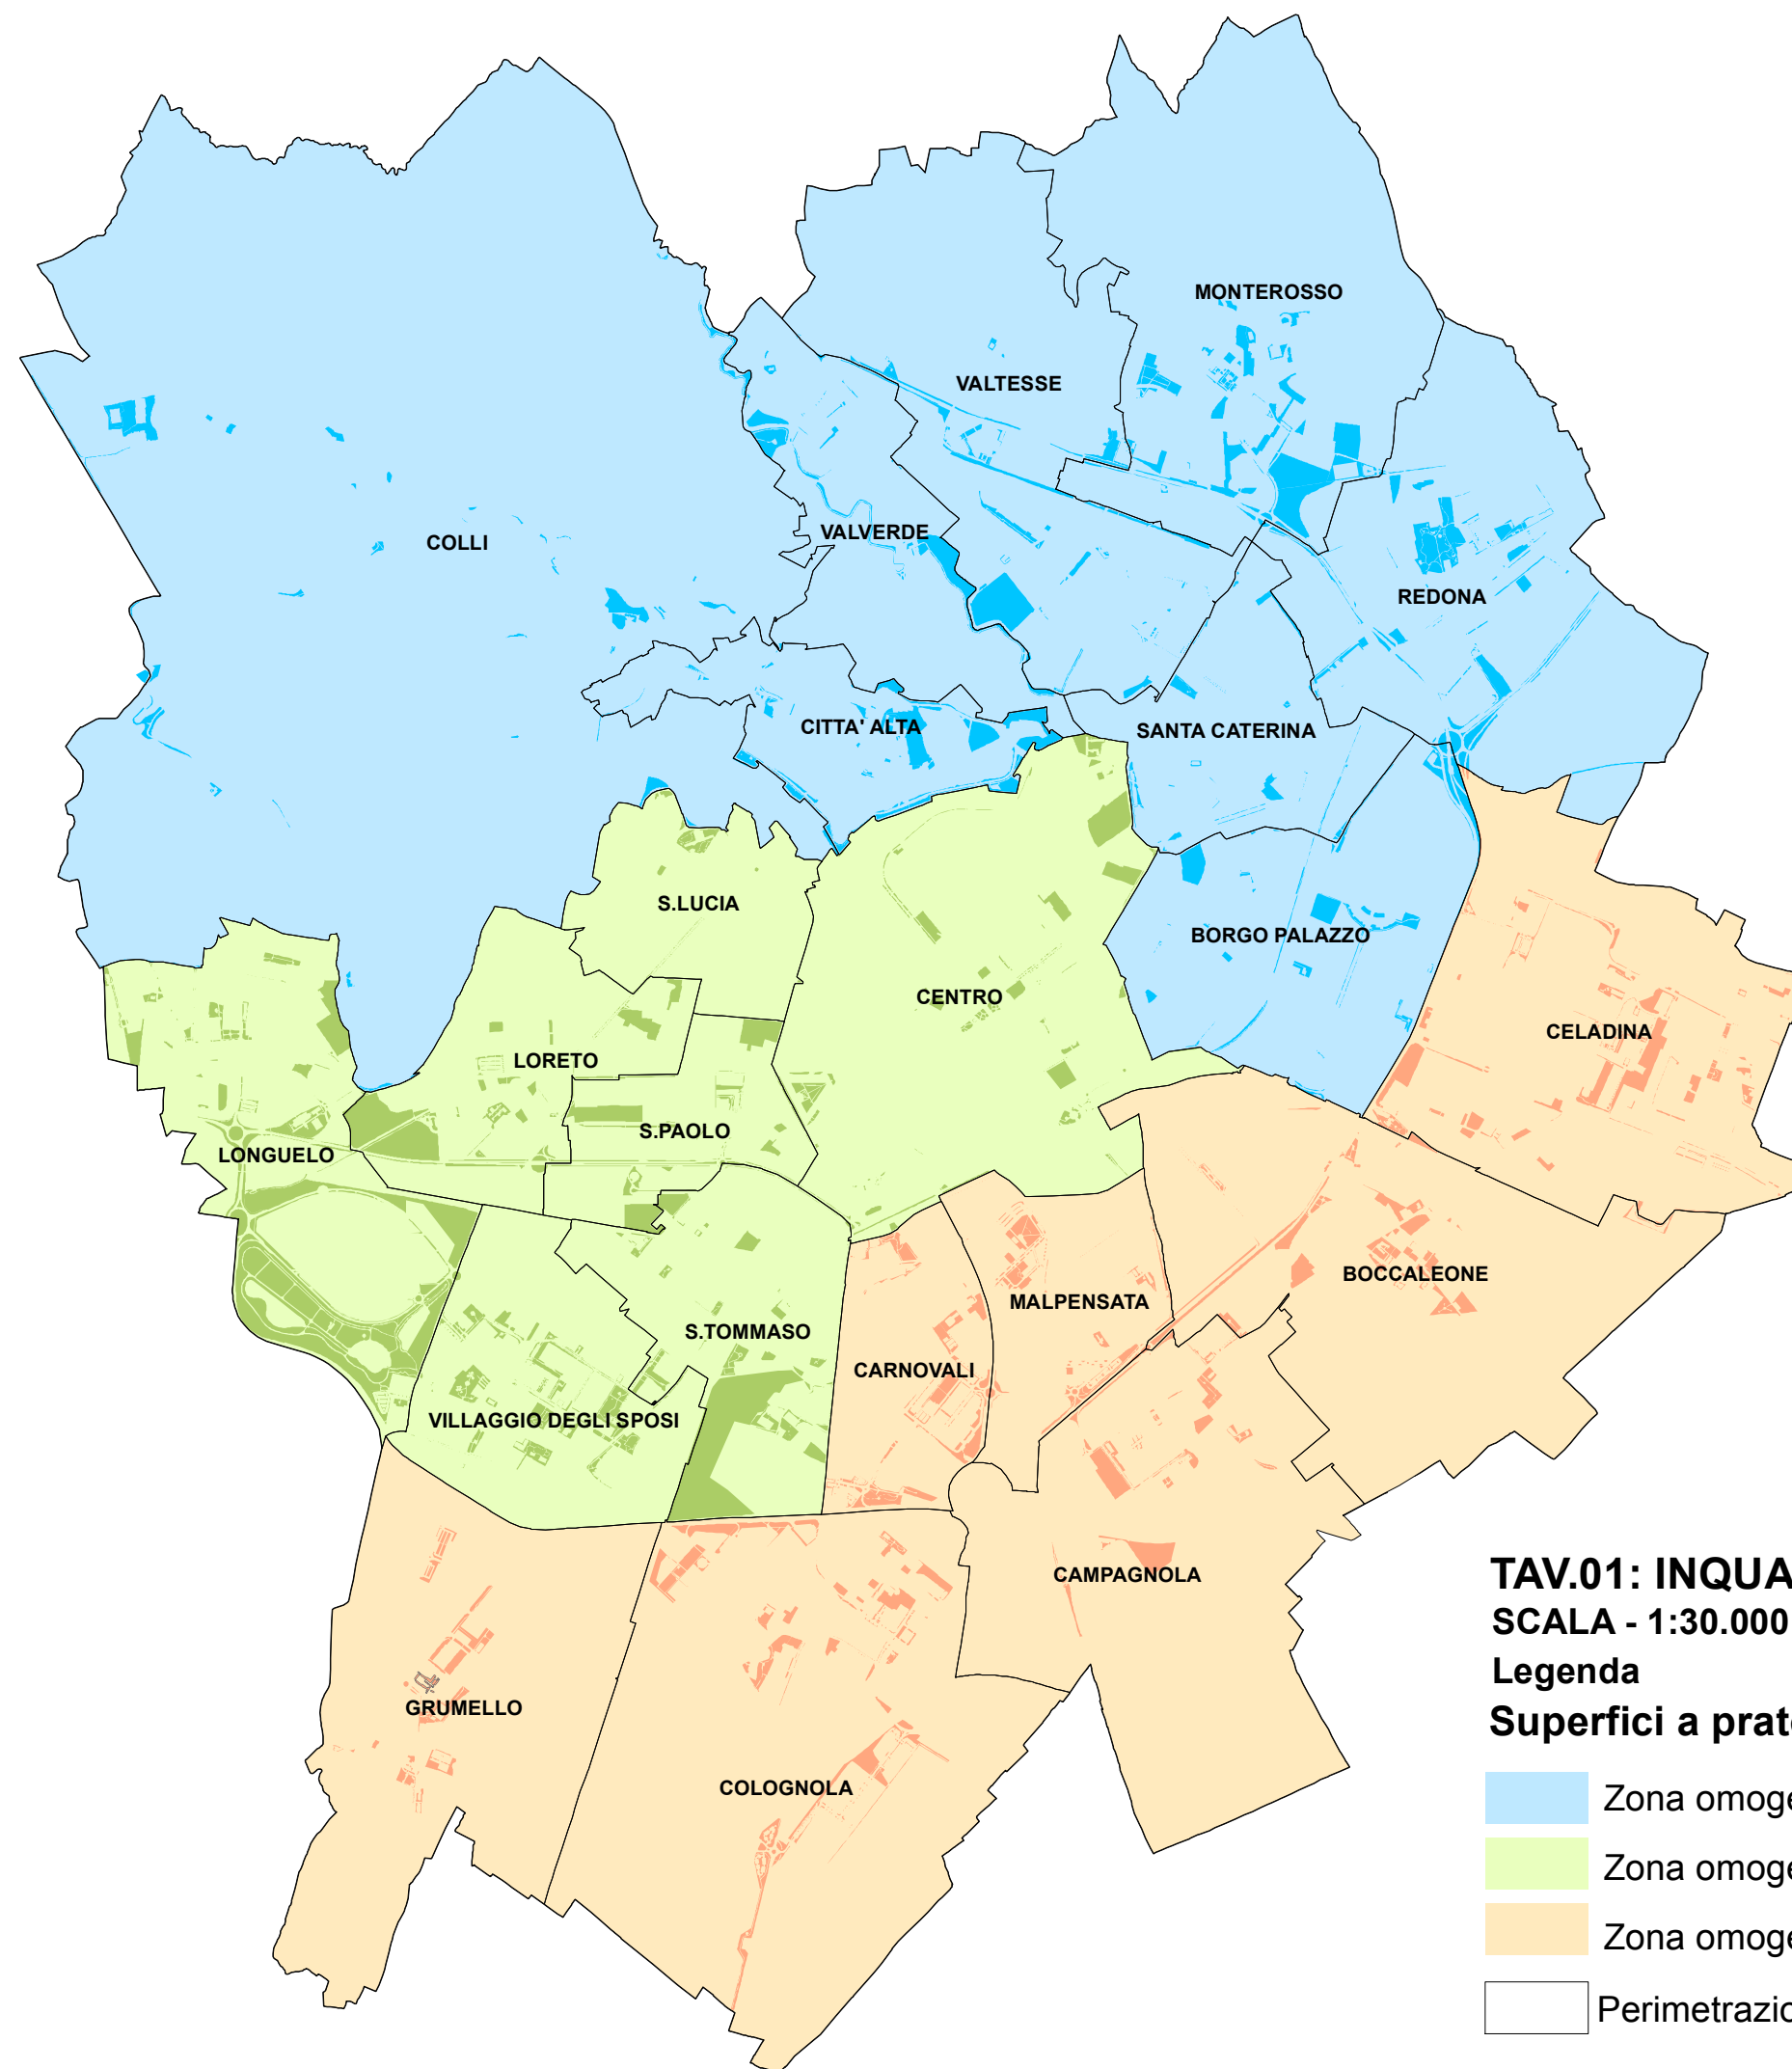 MONTEROSSO
VALTESSE
VALVERDE
COLLI
REDONA
CITTA' ALTA
SANTA CATERINA
S.LUCIA
BORGO PALAZZO
CENTRO
CELADINA
LORETO
S.PAOLO
LONGUELO
BOCCALEONE
MALPENSATA
S.TOMMASO
CARNOVALI
VILLAGGIO DEGLI SPOSI
CAMPAGNOLA
GRUMELLO
COLOGNOLA
TAV.01: INQUA
SCALA - 1:30.000
Legenda
Superfici a prat
Zona omoge
Zona omoge
Zona omoge
Perimetrazio